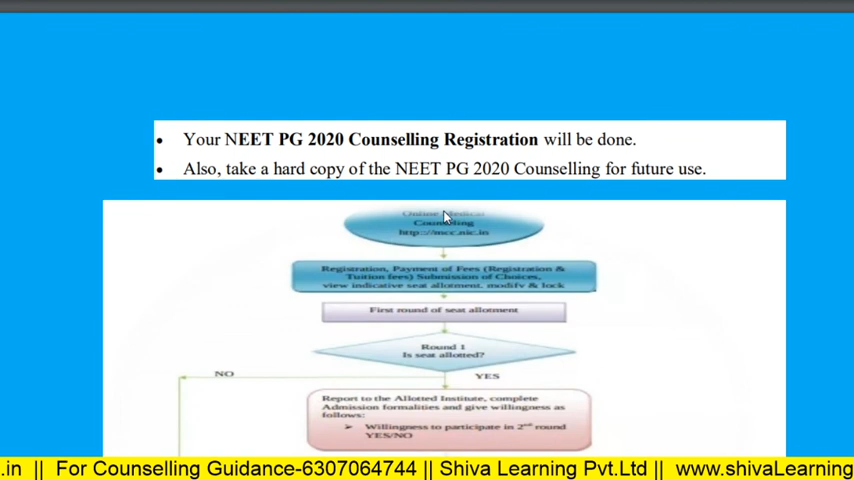 • Your NEET PG 2020 Counselling Registration will be done.
• Also, take a hard copy of the NEET PG 2020 Counselling for future use.
Online Medical
Counseling
http://mcc.nic.in
Registration, Payment of Fees (Registration &
Tuition fees) Submission of Choices,
view indicative seat allotment, modify & lock
First round of seat allotment
Round 1
Is seat allotted?
NO
YES
Report to the Allotted Institute, complete
Admission formalities and give willingness as
follows:
➢ Willingness to participate in 2nd round
YES/NO
.in || For Counselling Guidance-6307064744 || Shiva Learning Pvt.Ltd || www.shivaLearning